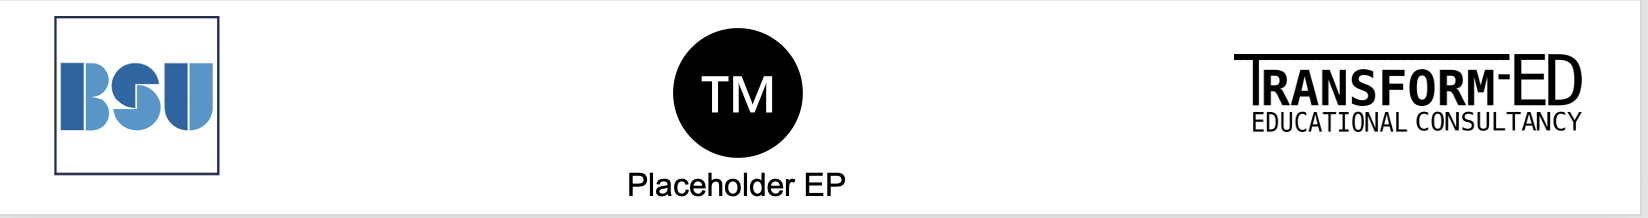 BSU
TM
Placeholder EP
TRANSFORM-ED
EDUCATIONAL CONSULTANCY